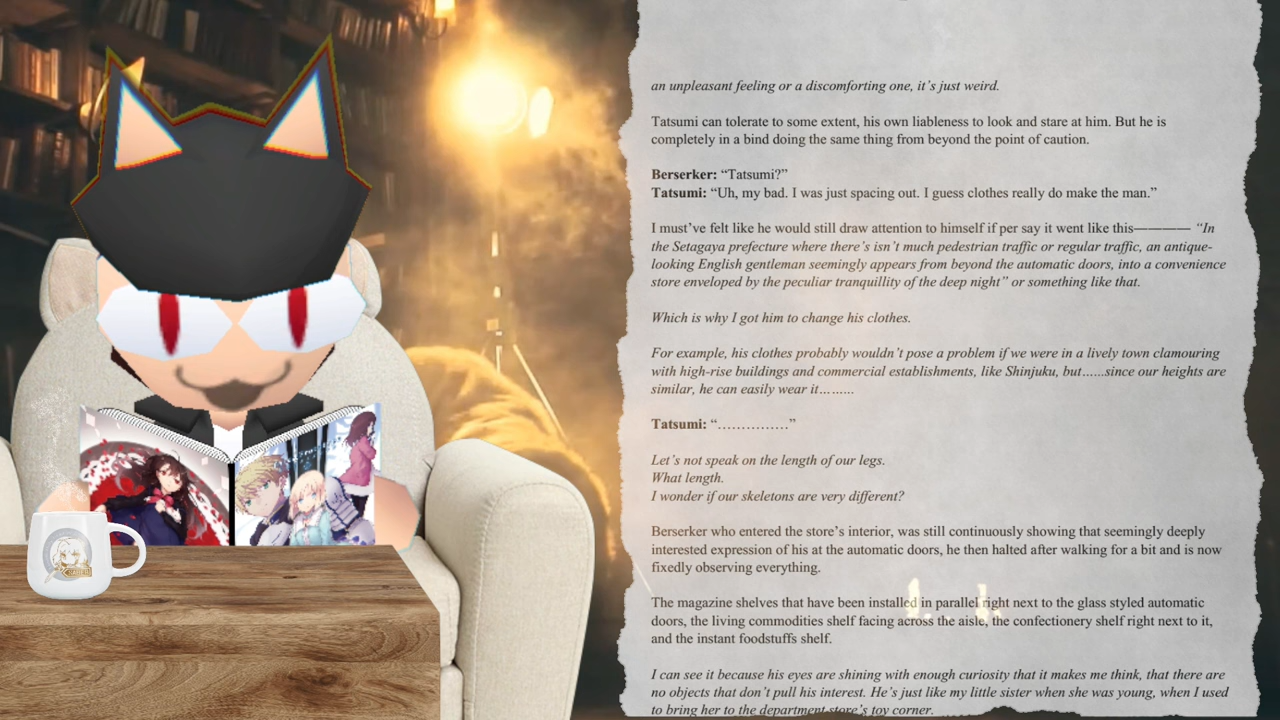 an unpleasant feeling or a discomforting one, it’s just weird.
Tatsumi can tolerate to some extent, his own liableness to look and stare at him. But he is
completely in a bind doing the same thing from beyond the point of caution.
Berserker: “Tatsumi?”
Tatsumi: “Uh, my bad. I was just spacing out. I guess clothes really do make the man.”
I must’ve felt like he would still draw attention to himself if per say it went like this———— “In
the Setagaya prefecture where there’s isn’t much pedestrian traffic or regular traffic, an antique-
looking English gentleman seemingly appears from beyond the automatic doors, into a convenience
store enveloped by the peculiar tranquillity of the deep night” or something like that.
Which is why I got him to change his clothes.
For example, his clothes probably wouldn’t pose a problem if we were in a lively town clamouring
with high-rise buildings and commercial establishments, like Shinjuku, but……since our heights are
similar, he can easily wear it………
Tatsumi: “……………”
Let’s not speak on the length of our legs.
What length.
I wonder if our skeletons are very different?
Berserker who entered the store’s interior, was still continuously showing that seemingly deeply
interested expression of his at the automatic doors, he then halted after walking for a bit and is now
fixedly observing everything.
The magazine shelves that have been installed in parallel right next to the glass styled automatic
doors, the living commodities shelf facing across the aisle, the confectionery shelf right next to it,
and the instant foodstuffs shelf.
I can see it because his eyes are shining with enough curiosity that it makes me think, that there are
no objects that don’t pull his interest. He’s just like my little sister when she was young, when I used
to bring her to the department store’s toy corner.